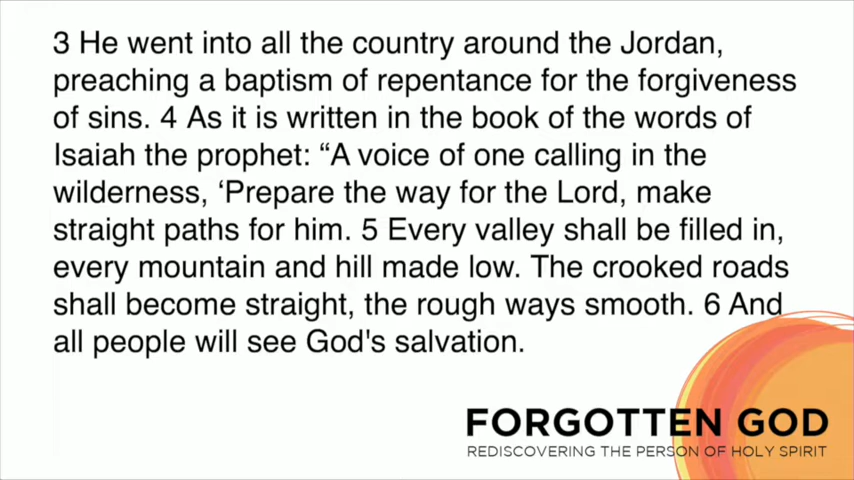 3 He went into all the country around the Jordan,
preaching a baptism of repentance for the forgiveness
of sins. 4 As it is written in the book of the words of
Isaiah the prophet: “A voice of one calling in the
wilderness, ‘Prepare the way for the Lord, make
straight paths for him. 5 Every valley shall be filled in,
every mountain and hill made low. The crooked roads
shall become straight, the rough ways smooth. 6 And
all people will see God's salvation.
FORGOTTEN GOD
REDISCOVERING THE PERSON OF HOLY SPIRIT